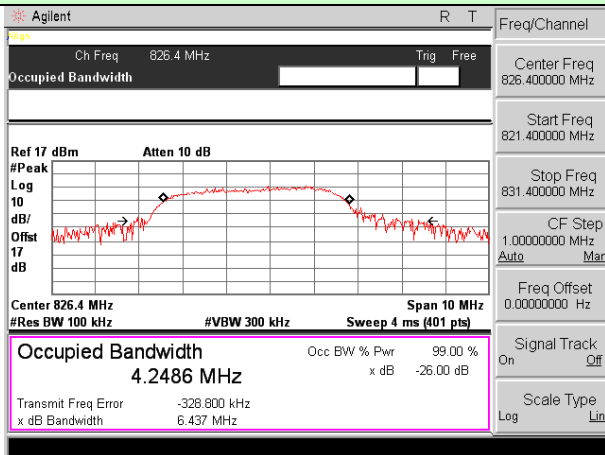 Agilent R T
Align
Ch Freq 826.4 MHz Trig Free
Occupied Bandwidth
Ref 17 dBm Atten 10 dB
#Peak
Log
10
dB/
Offst
17
dB
Center 826.4 MHz Span 10 MHz
#Res BW 100 kHz #VBW 300 kHz Sweep 4 ms (401 pts)
Occupied Bandwidth Occ BW % Pwr 99.00 %
4.2486 MHz x dB -26.00 dB
Transmit Freq Error -328.800 kHz
x dB Bandwidth 6.437 MHz
Freq/Channel
Center Freq
826.400000 MHz
Start Freq
821.400000 MHz
Stop Freq
831.400000 MHz
CF Step
1.00000000 MHz
Auto Man
Freq Offset
0.00000000 Hz
Signal Track
On Off
Scale Type
Log Lin